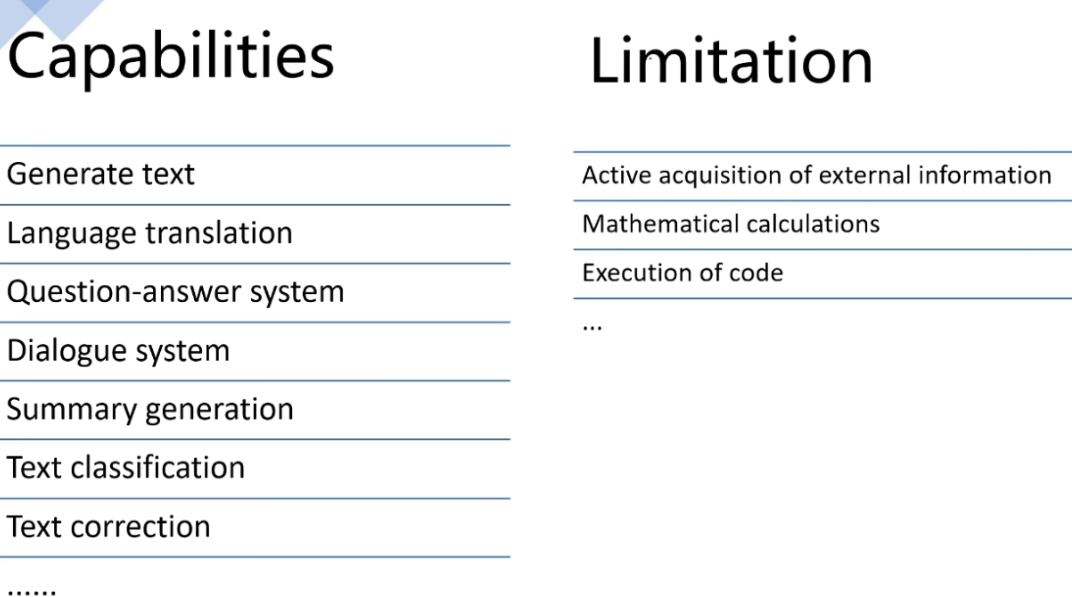 Capabilities
Generate text
Language translation
Question-answer system
Dialogue system
Summary generation
Text classification
Text correction
......
Limitation
Active acquisition of external information
Mathematical calculations
Execution of code
...